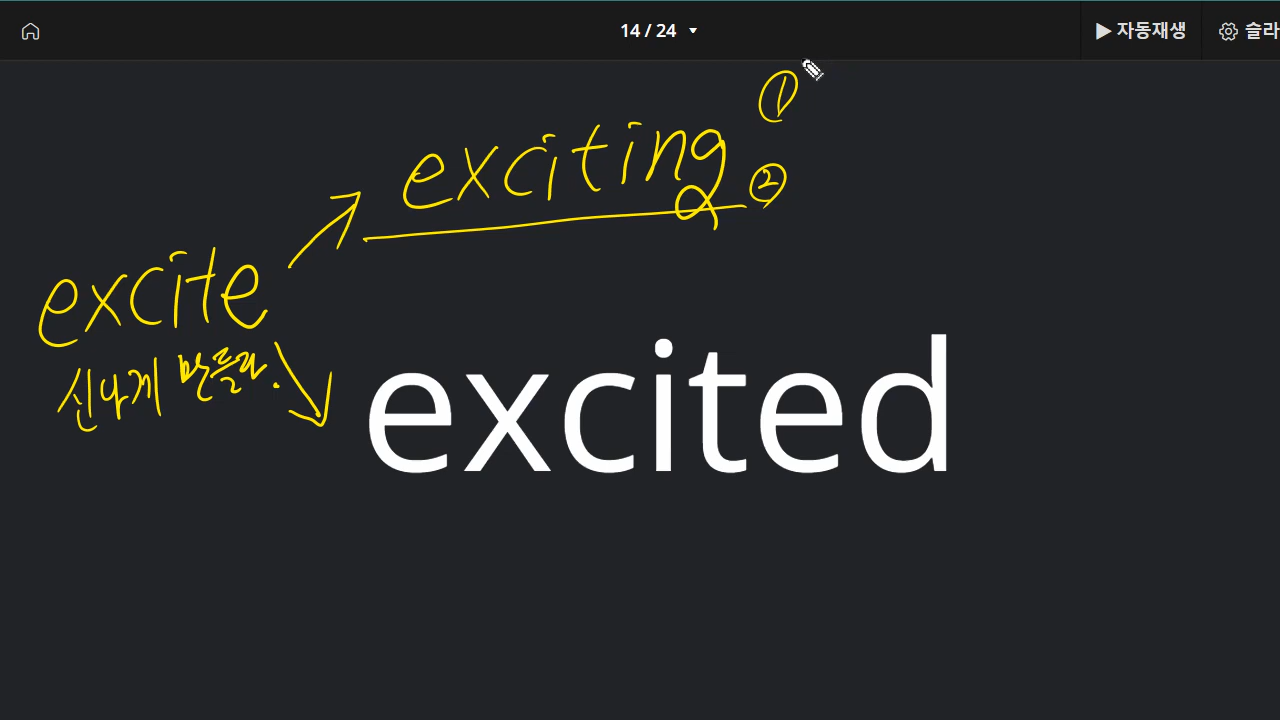 14 / 24
▶ 자동재생
슬라
①
exciting ②
excite
신나게 만들다.
excited